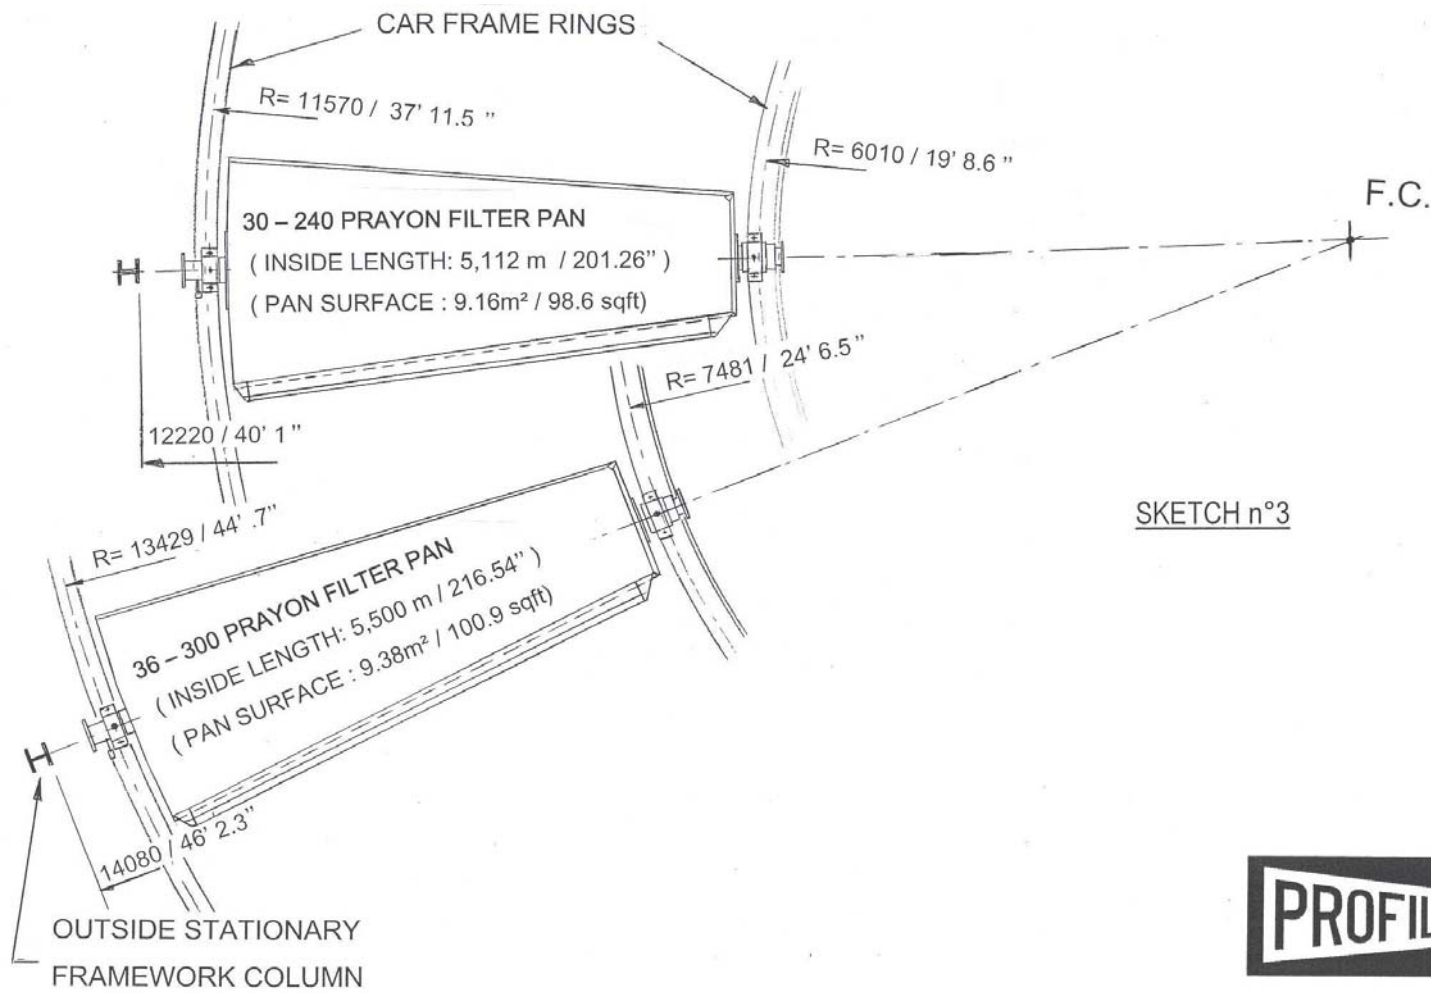 CAR FRAME RINGS
R= 11570 / 37' 11.5 "
R= 6010 / 19' 8.6 "
F.C.
30 – 240 PRAYON FILTER PAN
( INSIDE LENGTH: 5,112 m / 201.26" )
( PAN SURFACE : 9.16m² / 98.6 sqft)
R= 7481 / 24' 6.5"
12220 / 40' 1 "
SKETCH n°3
R= 13429 / 44' .7"
36 – 300 PRAYON FILTER PAN
( INSIDE LENGTH: 5,500 m / 216.54" )
( PAN SURFACE : 9.38m² / 100.9 sqft)
14080 / 46' 2.3"
OUTSIDE STATIONARY
FRAMEWORK COLUMN